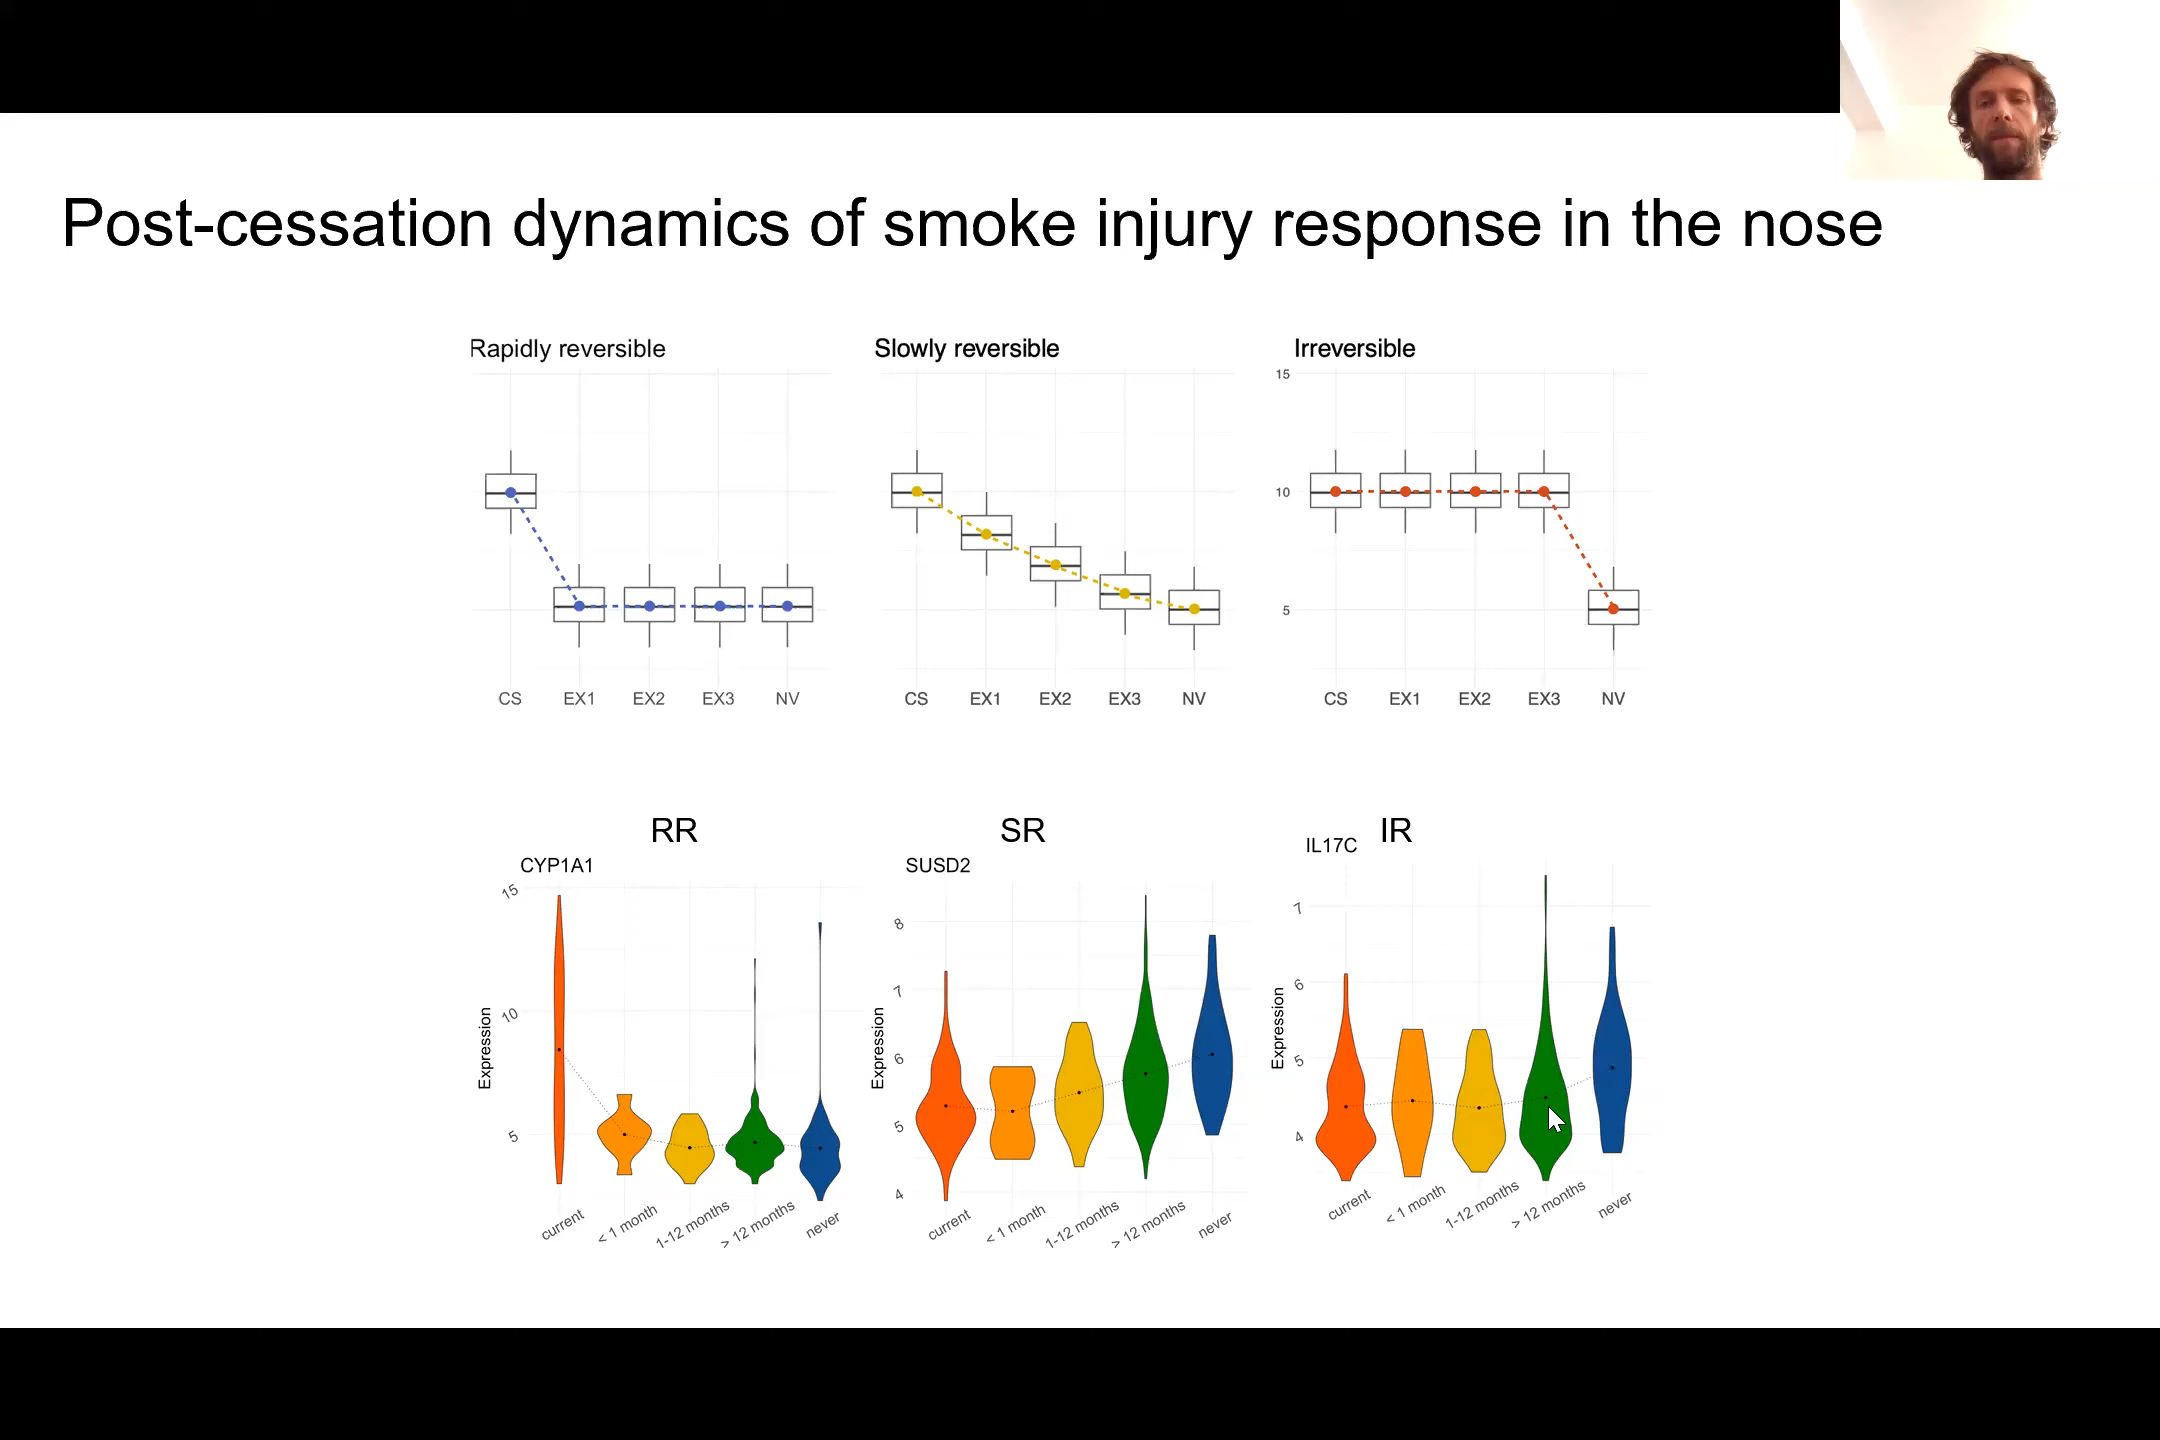 Post-cessation dynamics of smoke injury response in the nose
Rapidly reversible
CS EX1 EX2 EX3 NV
Slowly reversible
CS EX1 EX2 EX3 NV
Irreversible
15
10
5
CS EX1 EX2 EX3 NV
RR
CYP1A1
15
10
5
Expression
current < 1 month 1-12 months > 12 months never
SR
SUSD2
8
7
6
5
4
Expression
current < 1 month 1-12 months > 12 months never
IR
IL17C
7
6
5
4
Expression
current < 1 month 1-12 months > 12 months never